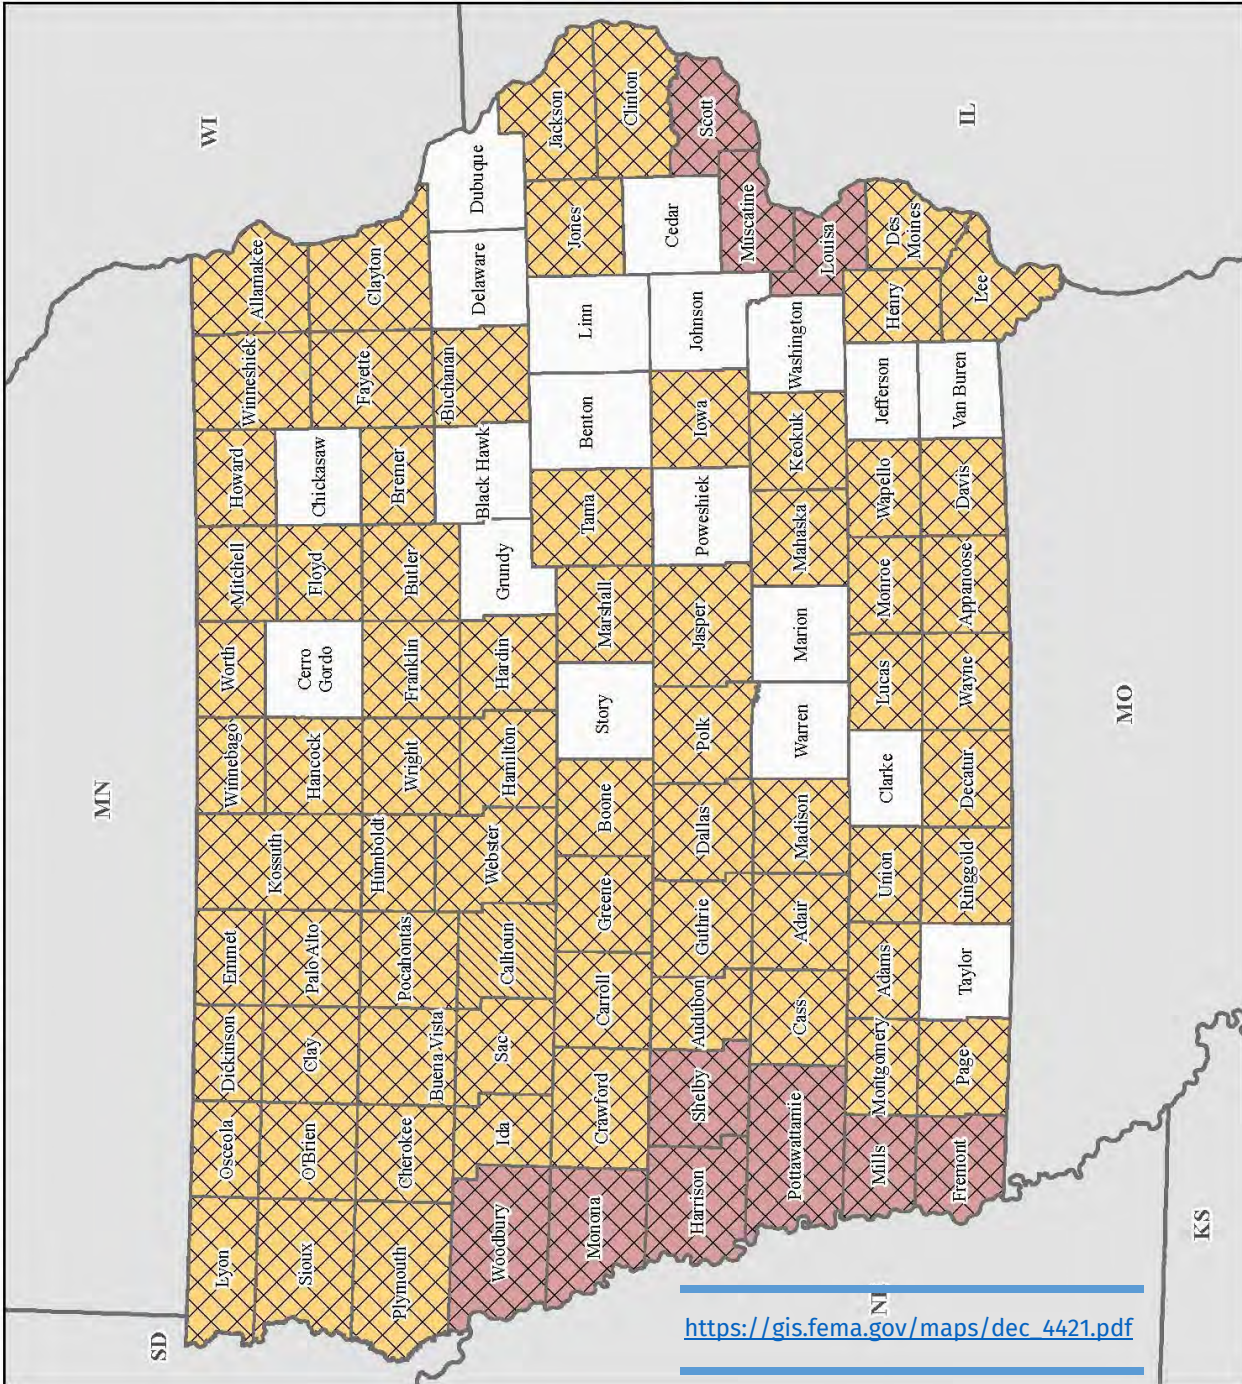 SD
MN
WI
Lyon
Osceola
Dickinson
Emmet
Kossuth
Winnebago
Worth
Mitchell
Howard
Winneshiek
Allamakee
Sioux
O'Brien
Clay
Palo Alto
Hancock
Cerro
Gordo
Floyd
Chickasaw
Fayette
Clayton
Plymouth
Cherokee
Buena Vista
Pocahontas
Humboldt
Wright
Franklin
Butler
Bremer
Woodbury
Ida
Sac
Calhoun
Webster
Hamilton
Hardin
Grundy
Black Hawk
Buchanan
Delaware
Dubuque
Monona
Crawford
Carroll
Greene
Boone
Story
Marshall
Tama
Benton
Linn
Jones
Jackson
Clinton
Harrison
Shelby
Audubon
Guthrie
Dallas
Polk
Jasper
Poweshiek
Iowa
Johnson
Cedar
Scott
Muscatine
Pottawattamie
Cass
Adair
Madison
Warren
Marion
Mahaska
Keokuk
Washington
Louisa
Mills
Montgomery
Adams
Union
Clarke
Lucas
Monroe
Wapello
Jefferson
Henry
Des
Moines
Fremont
Page
Taylor
Ringgold
Decatur
Wayne
Appanoose
Davis
Van Buren
Lee
IL
MO
KS
https://gis.fema.gov/maps/dec_4421.pdf